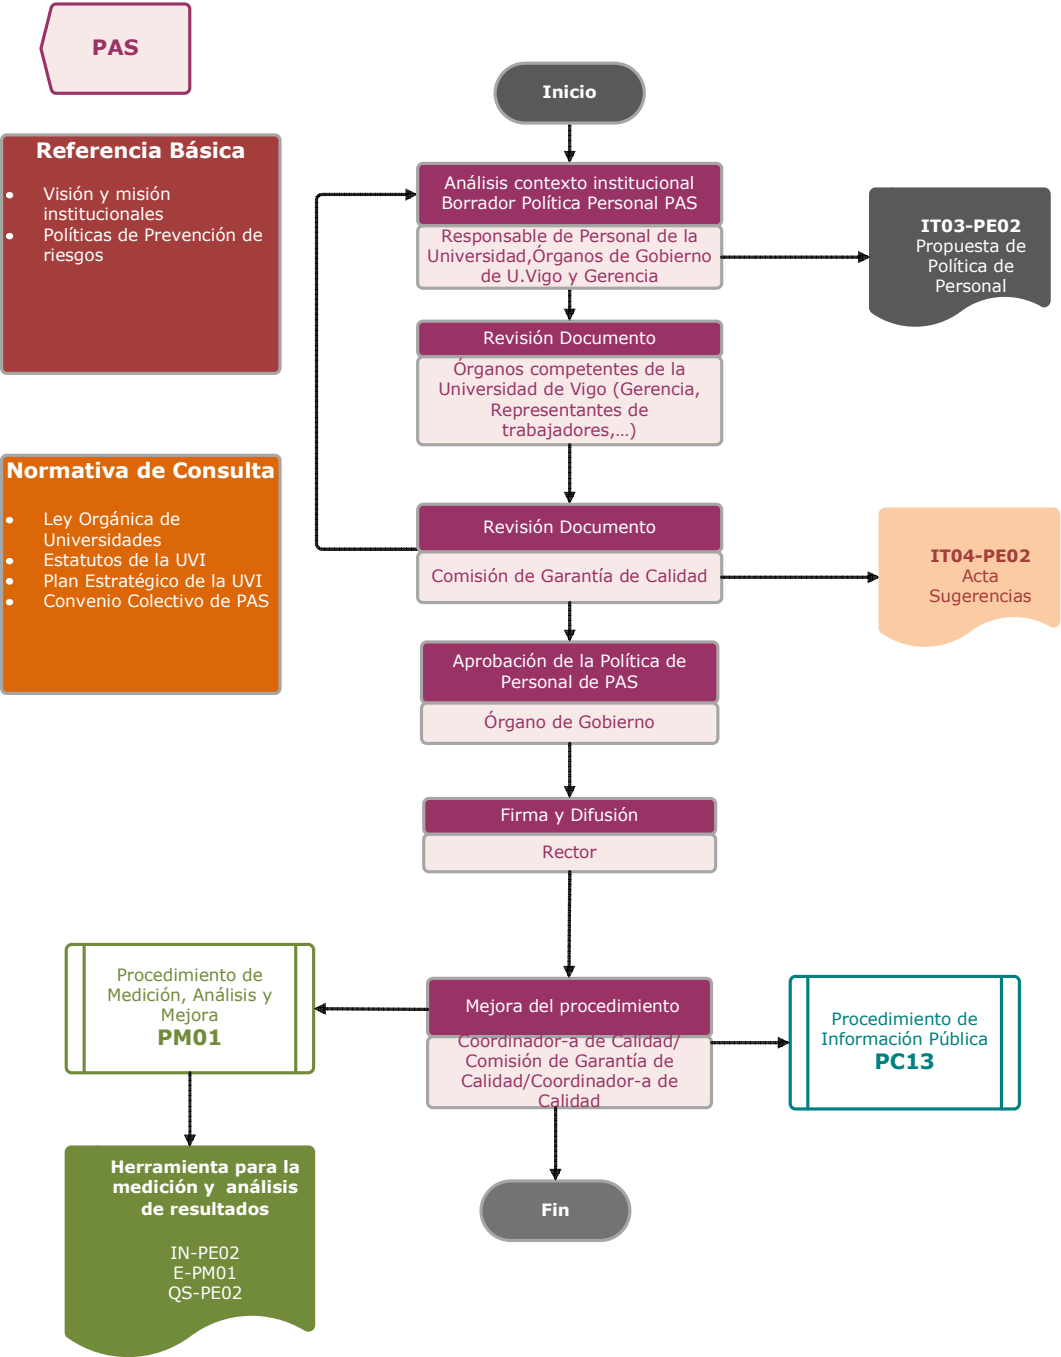 PAS
Inicio
Referencia Básica
Visión y misión
institucionales
Políticas de Prevención de
riesgos
Análisis contexto institucional
Borrador Política Personal PAS
Responsable de Personal de la
Universidad,Órganos de Gobierno
de U.Vigo y Gerencia
IT03-PE02
Propuesta de
Política de
Personal
Revisión Documento
Órganos competentes de la
Universidad de Vigo (Gerencia,
Representantes de
trabajadores,…)
Normativa de Consulta
Ley Orgánica de
Universidades
Estatutos de la UVI
Plan Estratégico de la UVI
Convenio Colectivo de PAS
Revisión Documento
Comisión de Garantía de Calidad
IT04-PE02
Acta
Sugerencias
Aprobación de la Política de
Personal de PAS
Órgano de Gobierno
Firma y Difusión
Rector
Procedimiento de
Medición, Análisis y
Mejora
PM01
Mejora del procedimiento
Coordinador-a de Calidad/
Comisión de Garantía de
Calidad/Coordinador-a de
Calidad
Procedimiento de
Información Pública
PC13
Herramienta para la
medición y análisis
de resultados
IN-PE02
E-PM01
QS-PE02
Fin